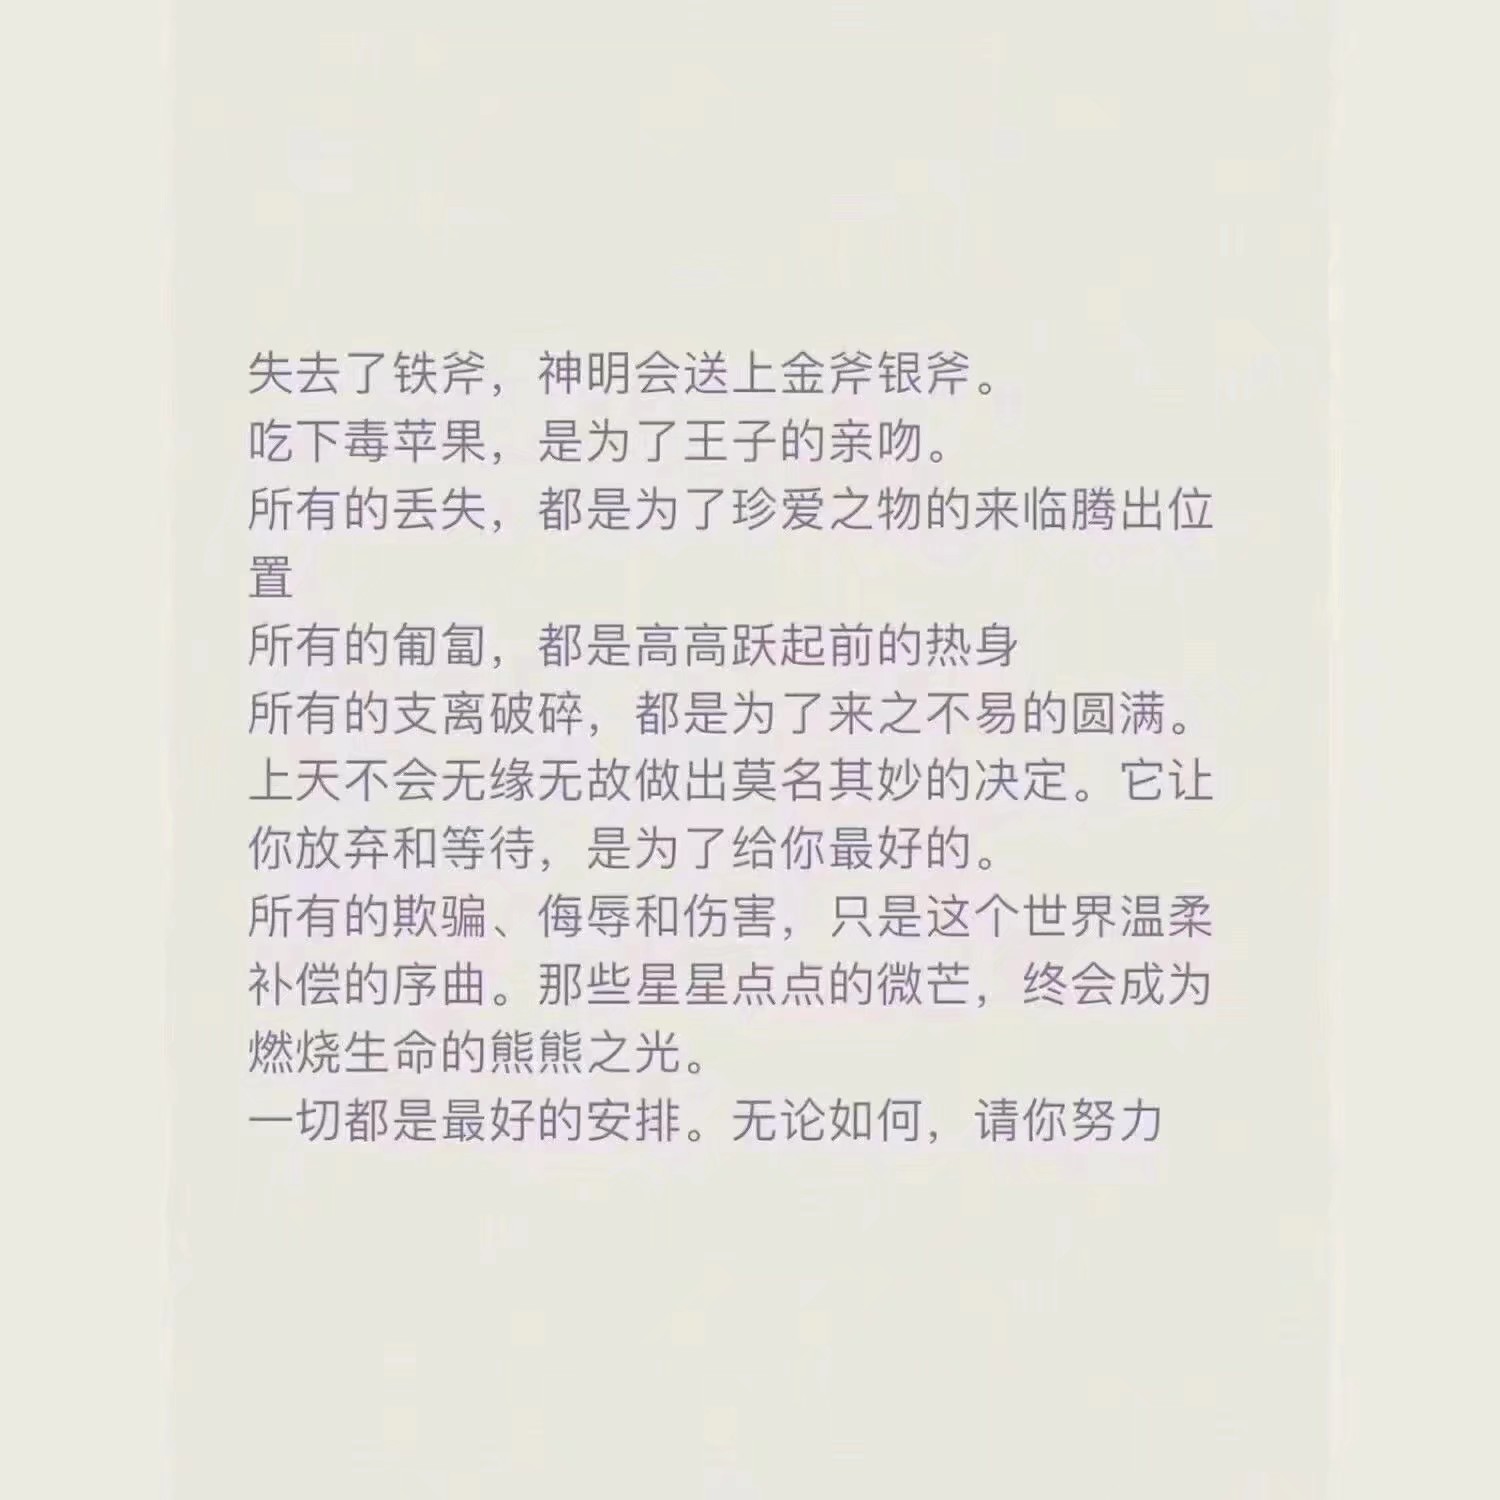 失去了铁斧，神明会送上金斧银斧。
吃下毒苹果，是为了王子的亲吻。
所有的丢失，都是为了珍爱之物的来临腾出位
置
所有的匍匐，都是高高跃起前的热身
所有的支离破碎，都是为了来之不易的圆满。
上天不会无缘无故做出莫名其妙的决定。它让
你放弃和等待，是为了给你最好的。
所有的欺骗、侮辱和伤害，只是这个世界温柔
补偿的序曲。那些星星点点的微芒，终会成为
燃烧生命的熊熊之光。
一切都是最好的安排。无论如何，请你努力